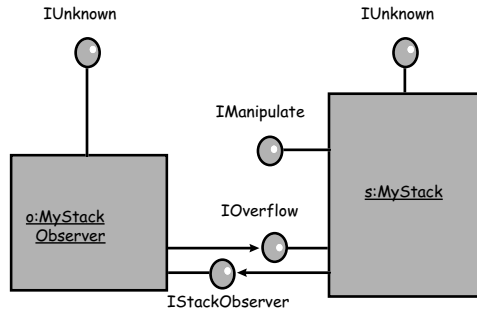 IUnknown
IUnknown
IManipulate
s:MyStack
IOverflow
o:MyStack
Observer
IStackObserver